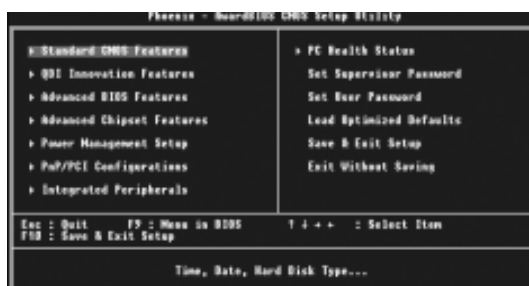 Phoenix - AwardBIOS CMOS Setup Utility
▸ Standard CMOS Features
▸ QDI Innovation Features
▸ Advanced BIOS Features
▸ Advanced Chipset Features
▸ Power Management Setup
▸ PnP/PCI Configurations
▸ Integrated Peripherals
▸ PC Health Status
Set Supervisor Password
Set User Password
Load Optimized Defaults
Save & Exit Setup
Exit Without Saving
Esc : Quit F9 : Menu in BIOS ↑ ↓ → ← : Select Item
F10 : Save & Exit Setup
Time, Date, Hard Disk Type...